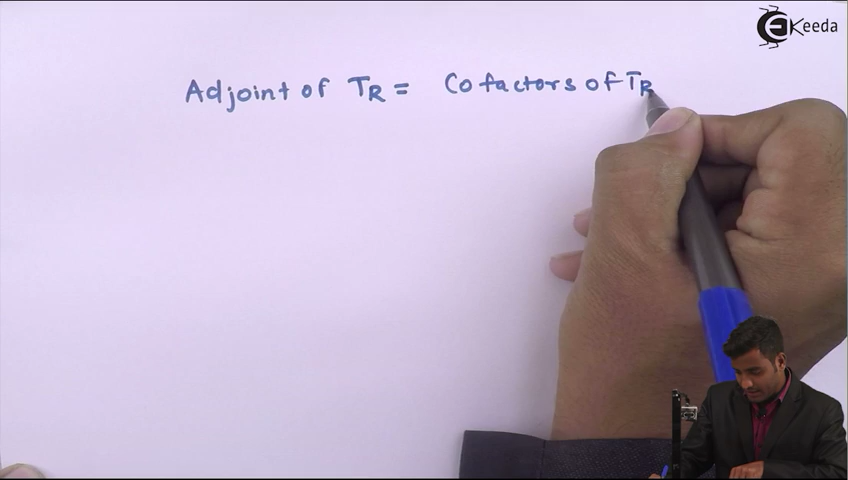 Ekeeda
Adjoint of TR = Cofactors of TR